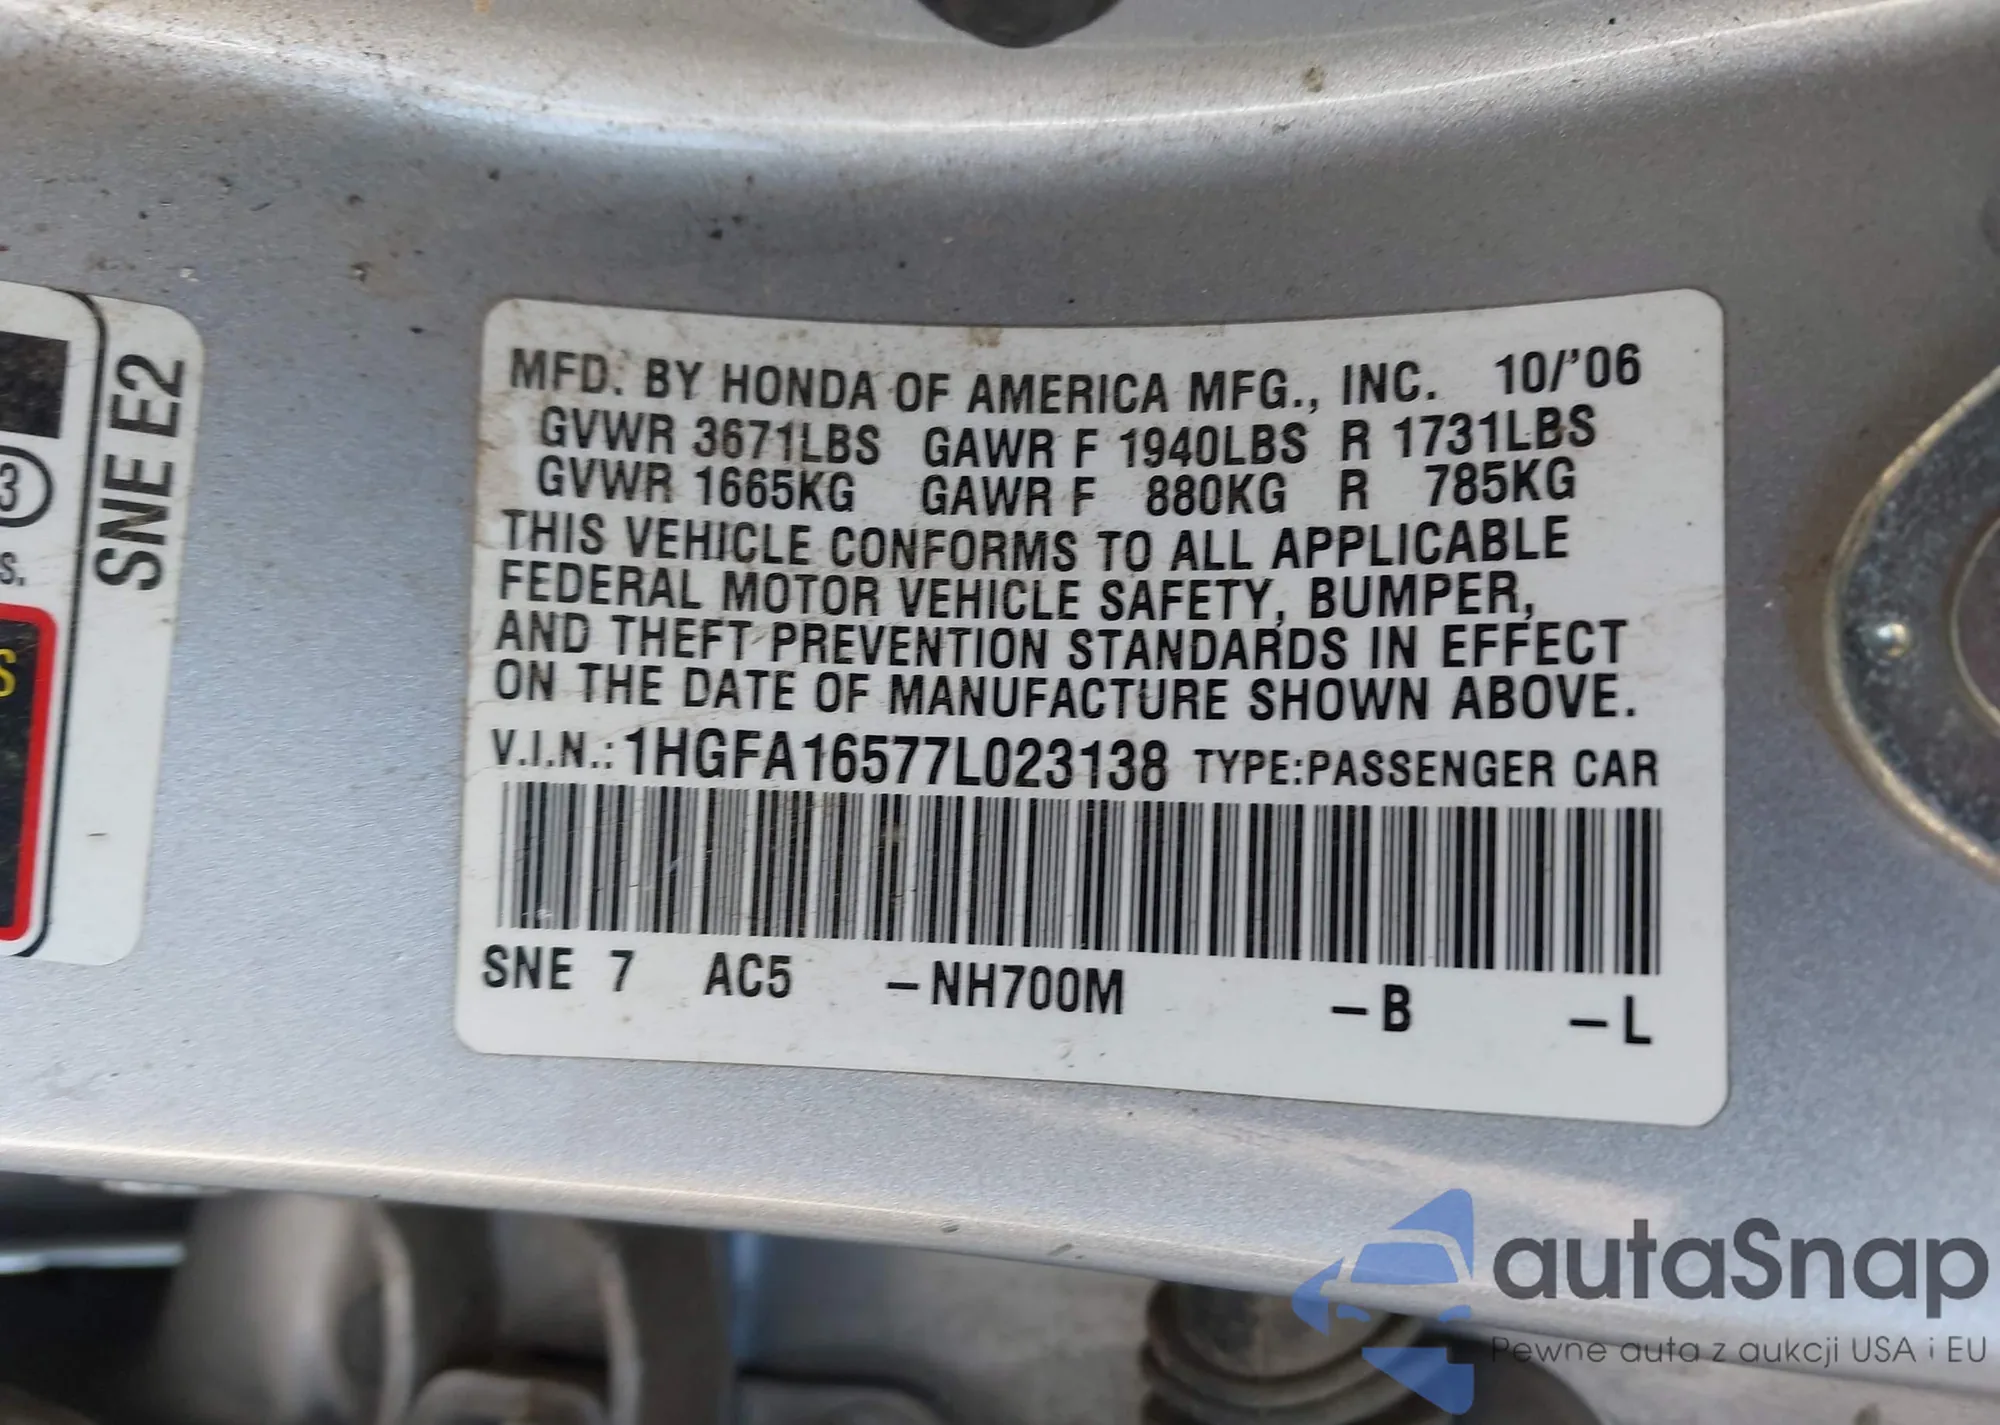 MFD. BY HONDA OF AMERICA MFG., INC. 10/'06
GVWR 3671LBS GAWR F 1940LBS R 1731LBS
GVWR 1665KG GAWR F 880KG R 785KG
THIS VEHICLE CONFORMS TO ALL APPLICABLE
FEDERAL MOTOR VEHICLE SAFETY, BUMPER,
AND THEFT PREVENTION STANDARDS IN EFFECT
ON THE DATE OF MANUFACTURE SHOWN ABOVE.
V.I.N.: 1HGFA16577L023138 TYPE:PASSENGER CAR
SNE 7 AC5 –NH700M –B –L
SNE E2
3
S.
S
autaSnap
Pewne auta z aukcji USA i EU